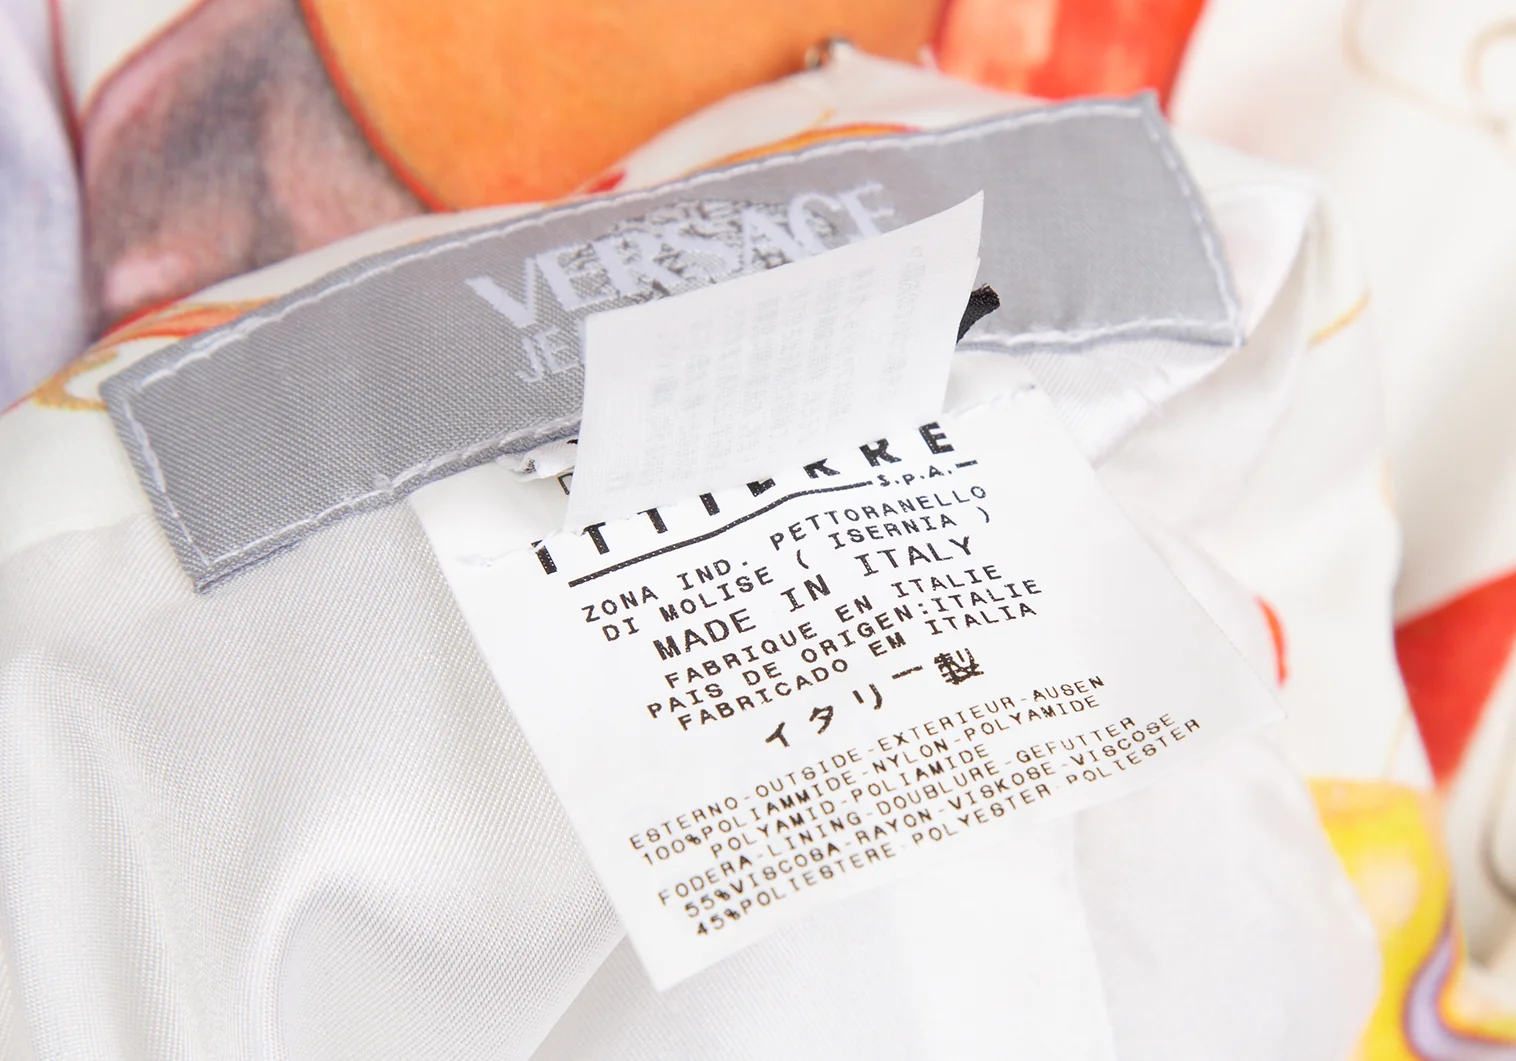 VERSACE
ITTIERRE
S.p.A.
ZONA IND. PETTORANELLO
DI MOLISE ( ISERNIA )
MADE IN ITALY
FABRIQUE EN ITALIE
PAIS DE ORIGEN:ITALIE
FABRICADO EM ITALIA
イタリー製
ESTERNO-OUTSIDE-EXTERIEUR-AUSEN
100%POLIAMMIDE-NYLON-POLYAMIDE
POLYAMID-POLIAMIDE
FODERA-LINING-DOUBLURE-GEFUTTER
55%VISCOSA-RAYON-VISKOSE-VISCOSE
45%POLIESTERE-POLYESTER-POLIESTER